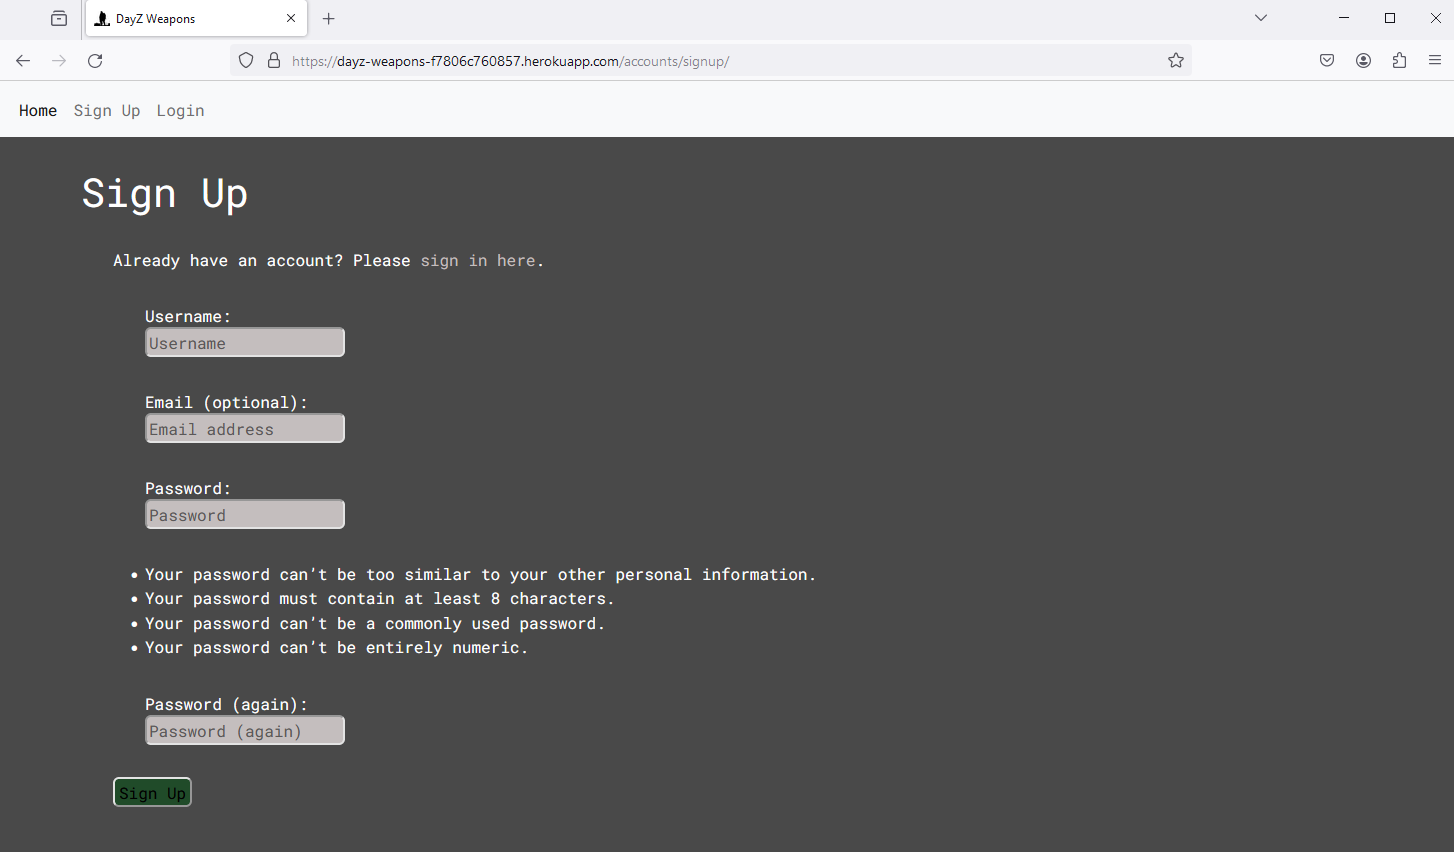 DayZ Weapons
https://dayz-weapons-f7806c760857.herokuapp.com/accounts/signup/
Home Sign Up Login
Sign Up
Already have an account? Please sign in here.
Username:
Username
Email (optional):
Email address
Password:
Password
• Your password can’t be too similar to your other personal information.
• Your password must contain at least 8 characters.
• Your password can’t be a commonly used password.
• Your password can’t be entirely numeric.
Password (again):
Password (again)
Sign Up